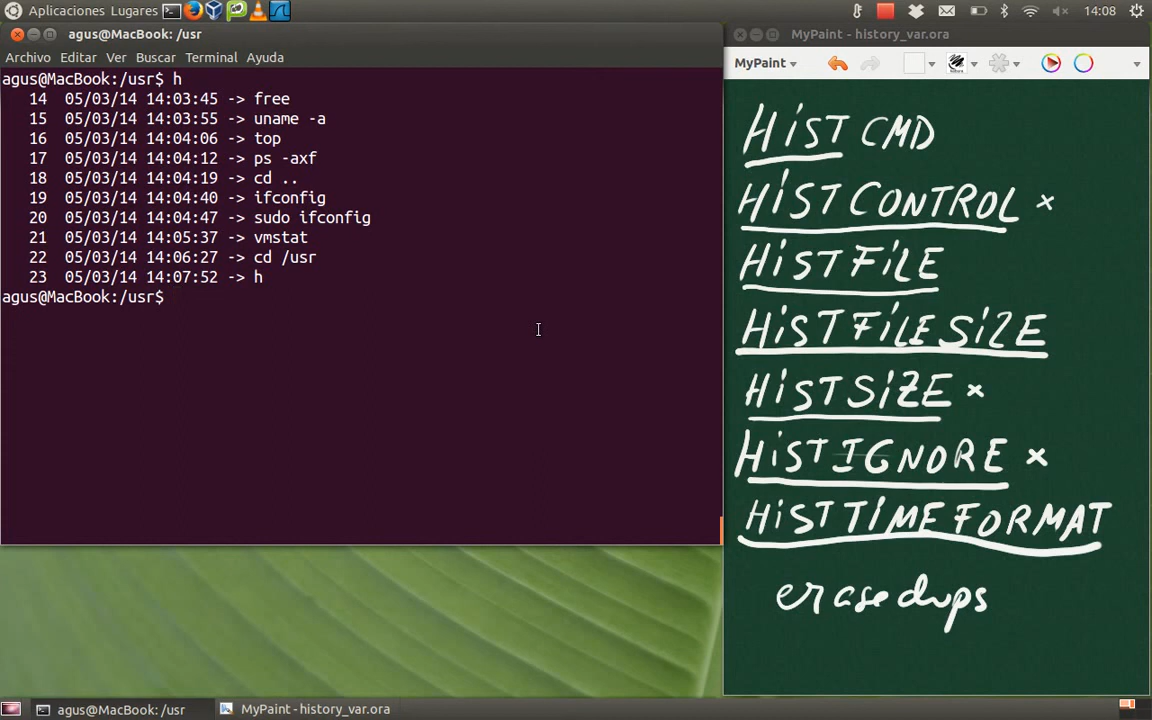 Aplicaciones Lugares 14:08
agus@MacBook: /usr
Archivo Editar Ver Buscar Terminal Ayuda
agus@MacBook:/usr$ h
14 05/03/14 14:03:45 -> free
15 05/03/14 14:03:55 -> uname -a
16 05/03/14 14:04:06 -> top
17 05/03/14 14:04:12 -> ps -axf
18 05/03/14 14:04:19 -> cd ..
19 05/03/14 14:04:40 -> ifconfig
20 05/03/14 14:04:47 -> sudo ifconfig
21 05/03/14 14:05:37 -> vmstat
22 05/03/14 14:06:27 -> cd /usr
23 05/03/14 14:07:52 -> h
agus@MacBook:/usr$
MyPaint - history_var.ora
MyPaint
HiST CMD
HiSTCONTROL ×
HiSTFiLE
HiSTFiLESiZE
HiSTSiZE ×
HiSTIGNORE ×
HiSTTiMEFORMAT
erasedups
agus@MacBook: /usr
MyPaint - history_var.ora